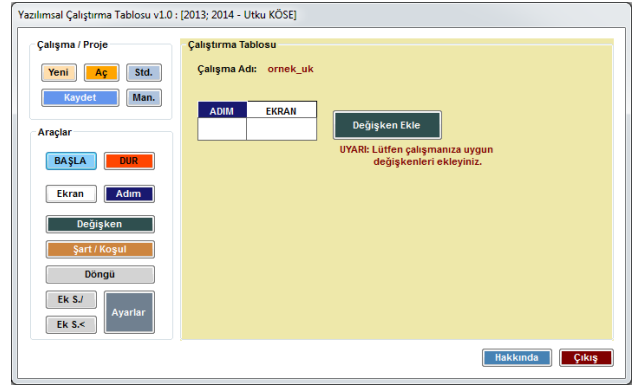 Yazılımsal Çalıştırma Tablosu v1.0 : [2013; 2014 - Utku KÖSE]
Çalışma / Proje
Yeni
Aç
Std.
Kaydet
Man.
Araçlar
BAŞLA
DUR
Ekran
Adım
Değişken
Şart / Koşul
Döngü
Ek S./
Ek S.<
Ayarlar
Çalıştırma Tablosu
Çalışma Adı: ornek_uk
ADIM
EKRAN
Değişken Ekle
UYARI: Lütfen çalışmanıza uygun
değişkenleri ekleyiniz.
Hakkında
Çıkış